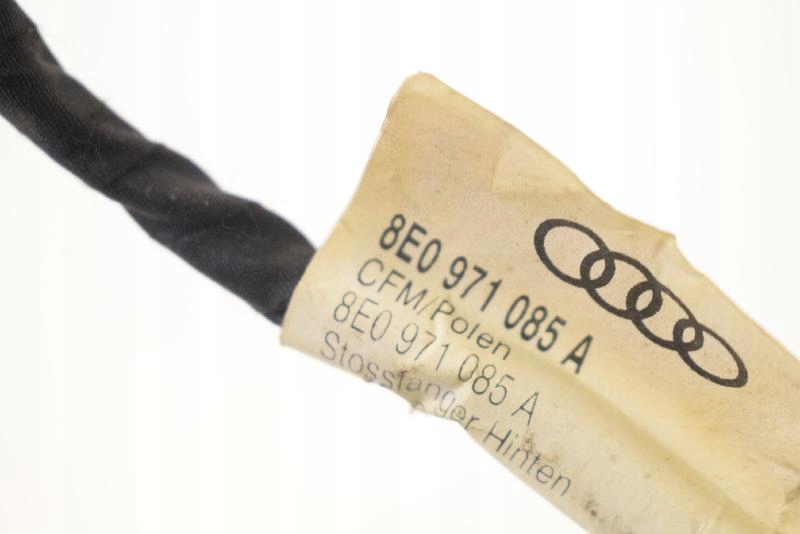 8E0 971 085 A
CFM/Polen
8E0 971 085 A
Stossfanger Hinten